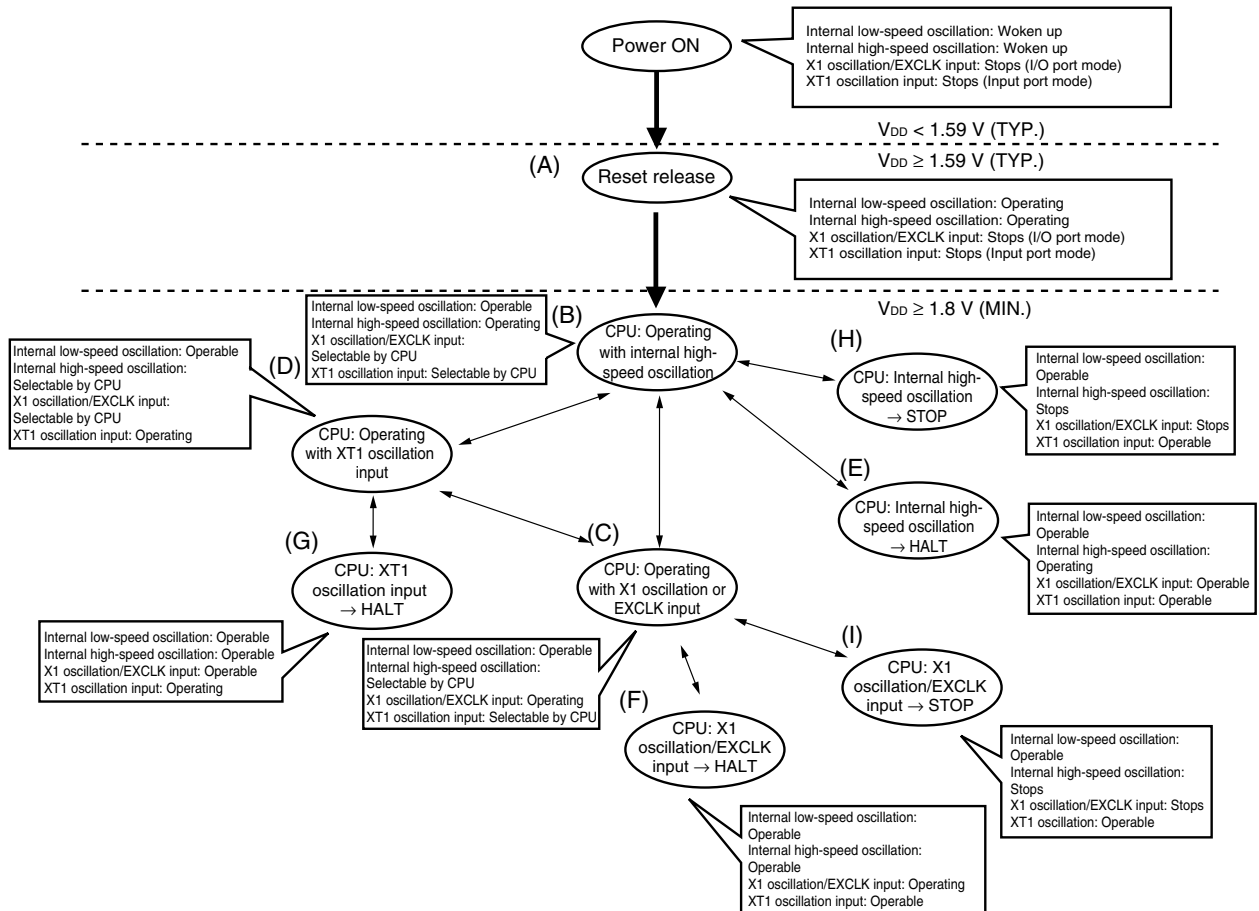 Power ON
Internal low-speed oscillation: Woken up
Internal high-speed oscillation: Woken up
X1 oscillation/EXCLK input: Stops (I/O port mode)
XT1 oscillation input: Stops (Input port mode)
VDD < 1.59 V (TYP.)
VDD ≥ 1.59 V (TYP.)
(A)
Reset release
Internal low-speed oscillation: Operating
Internal high-speed oscillation: Operating
X1 oscillation/EXCLK input: Stops (I/O port mode)
XT1 oscillation input: Stops (Input port mode)
VDD ≥ 1.8 V (MIN.)
(B)
Internal low-speed oscillation: Operable
Internal high-speed oscillation: Operating
X1 oscillation/EXCLK input:
Selectable by CPU
XT1 oscillation input: Selectable by CPU
CPU: Operating
with internal high-
speed oscillation
(H)
CPU: Internal high-
speed oscillation
→ STOP
Internal low-speed oscillation:
Operable
Internal high-speed oscillation:
Stops
X1 oscillation/EXCLK input: Stops
XT1 oscillation input: Operable
(D)
Internal low-speed oscillation: Operable
Internal high-speed oscillation:
Selectable by CPU
X1 oscillation/EXCLK input:
Selectable by CPU
XT1 oscillation input: Operating
CPU: Operating
with XT1 oscillation
input
(E)
CPU: Internal high-
speed oscillation
→ HALT
Internal low-speed oscillation:
Operable
Internal high-speed oscillation:
Operating
X1 oscillation/EXCLK input: Operable
XT1 oscillation input: Operable
(G)
CPU: XT1
oscillation input
→ HALT
Internal low-speed oscillation: Operable
Internal high-speed oscillation: Operable
X1 oscillation/EXCLK input: Operable
XT1 oscillation input: Operating
(C)
CPU: Operating
with X1 oscillation or
EXCLK input
Internal low-speed oscillation: Operable
Internal high-speed oscillation:
Selectable by CPU
X1 oscillation/EXCLK input: Operating
XT1 oscillation input: Selectable by CPU
(I)
CPU: X1
oscillation/EXCLK
input → STOP
Internal low-speed oscillation:
Operable
Internal high-speed oscillation:
Stops
X1 oscillation/EXCLK input: Stops
XT1 oscillation: Operable
(F)
CPU: X1
oscillation/EXCLK
input → HALT
Internal low-speed oscillation:
Operable
Internal high-speed oscillation:
Operable
X1 oscillation/EXCLK input: Operating
XT1 oscillation input: Operable